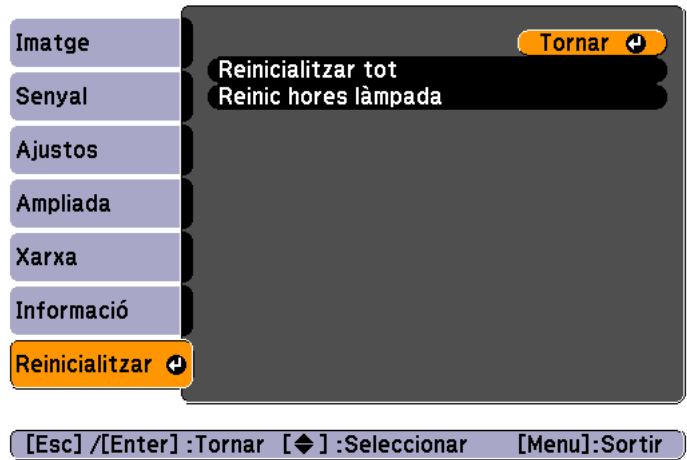 Imatge
Senyal
Ajustos
Ampliada
Xarxa
Informació
Reinicialitzar
Tornar
Reinicialitzar tot
Reinic hores làmpada
[Esc] /[Enter] :Tornar [◆] :Seleccionar [Menu]:Sortir